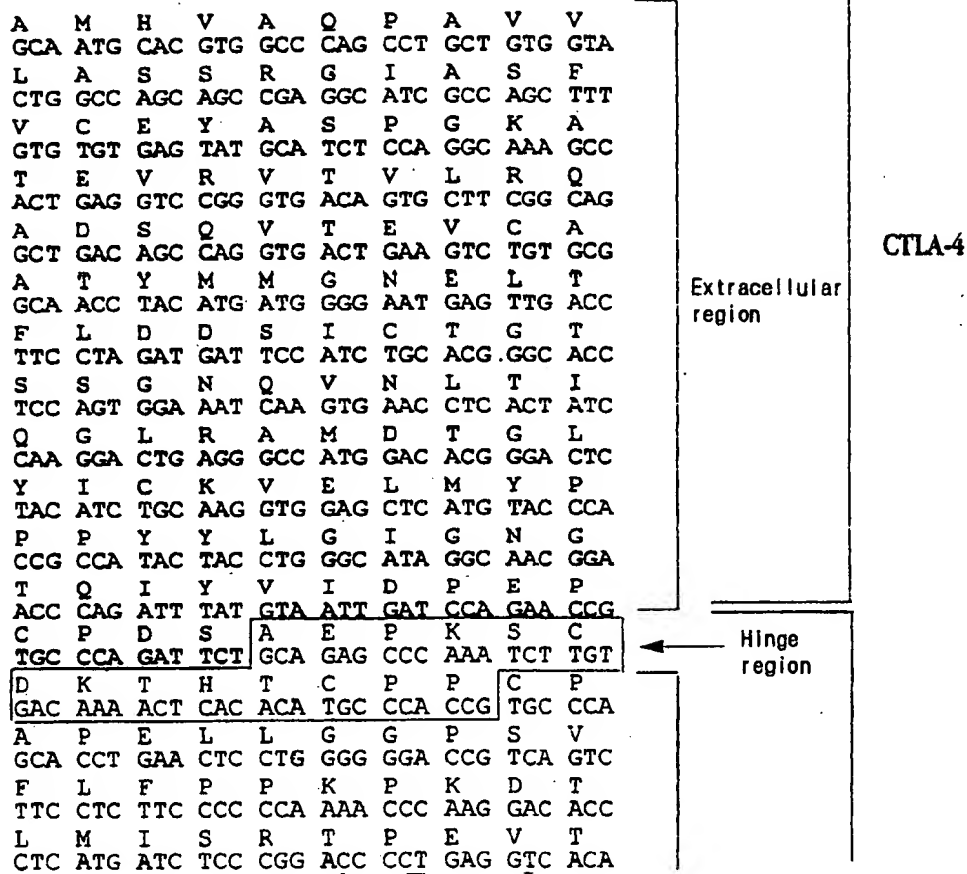 A M H V A Q P A V V
GCA ATG CAC GTG GCC CAG CCT GCT GTG GTA
L A S S R G I A S F
CTG GCC AGC AGC CGA GGC ATC GCC AGC TTT
V C E Y A S P G K A
GTG TGT GAG TAT GCA TCT CCA GGC AAA GCC
T E V R V T V L R Q
ACT GAG GTC CGG GTG ACA GTG CTT CGG CAG
A D S Q V T E V C A
GCT GAC AGC CAG GTG ACT GAA GTC TGT GCG
CTLA-4
A T Y M M G N E L T
GCA ACC TAC ATG ATG GGG AAT GAG TTG ACC
Extracellular
region
F L D D S I C T G T
TTC CTA GAT GAT TCC ATC TGC ACG GGC ACC
S S G N Q V N L T I
TCC AGT GGA AAT CAA GTG AAC CTC ACT ATC
Q G L R A M D T G L
CAA GGA CTG AGG GCC ATG GAC ACG GGA CTC
Y I C K V E L M Y P
TAC ATC TGC AAG GTG GAG CTC ATG TAC CCA
P P Y Y L G I G N G
CCG CCA TAC TAC CTG GGC ATA GGC AAC GGA
T Q I Y V I D P E P
ACC CAG ATT TAT GTA ATT GAT CCA GAA CCG
C P D S A E P K S C
TGC CCA GAT TCT GCA GAG CCC AAA TCT TGT
Hinge
region
D K T H T C P P C P
GAC AAA ACT CAC ACA TGC CCA CCG TGC CCA
A P E L L G G P S V
GCA CCT GAA CTC CTG GGG GGA CCG TCA GTC
F L F P P K P K D T
TTC CTC TTC CCC CCA AAA CCC AAG GAC ACC
L M I S R T P E V T
CTC ATG ATC TCC CGG ACC CCT GAG GTC ACA